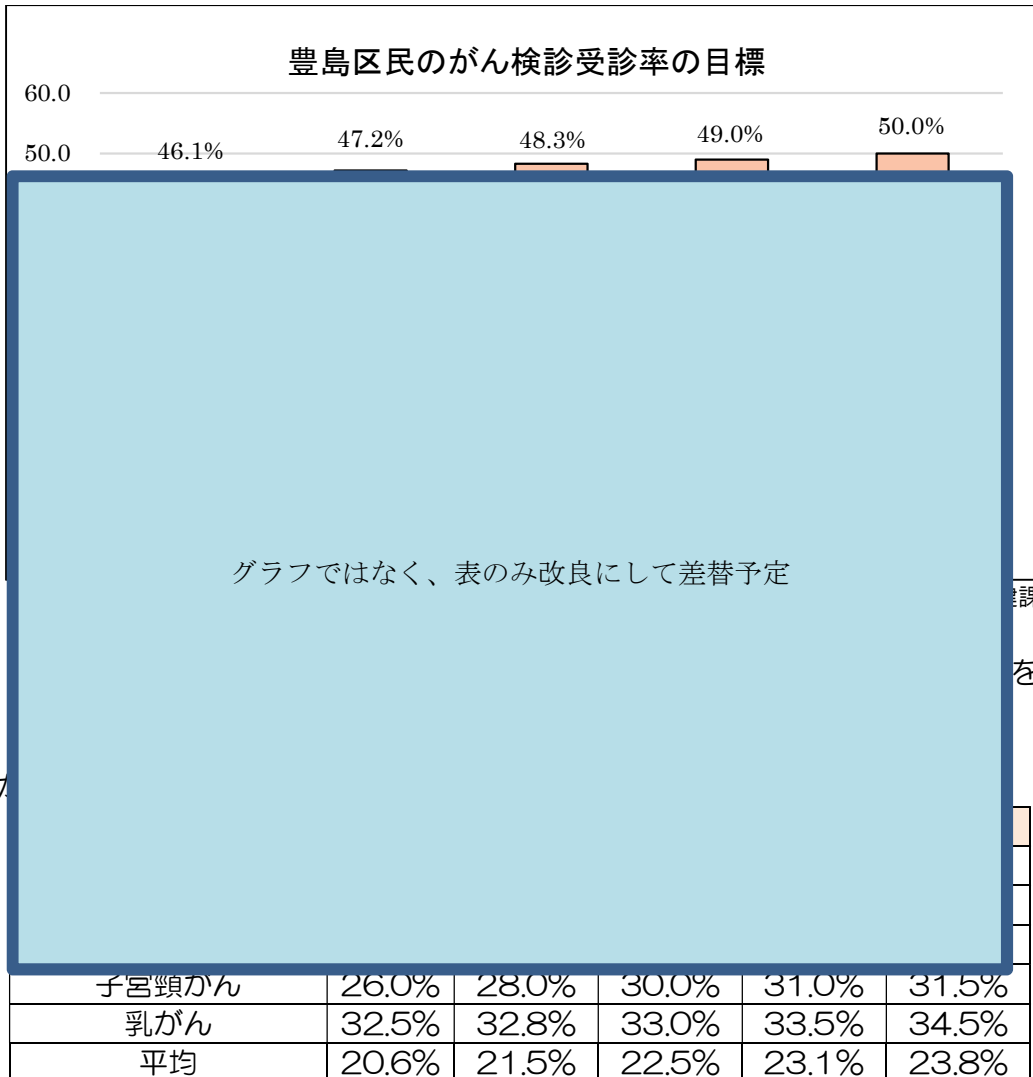 豊島区民のがん検診受診率の目標
60.0
50.0
46.1%
47.2%
48.3%
49.0%
50.0%
グラフではなく、表のみ改良にして差替予定
課
を
子宮頸がん 26.0% 28.0% 30.0% 31.0% 31.5%
乳がん 32.5% 32.8% 33.0% 33.5% 34.5%
平均 20.6% 21.5% 22.5% 23.1% 23.8%